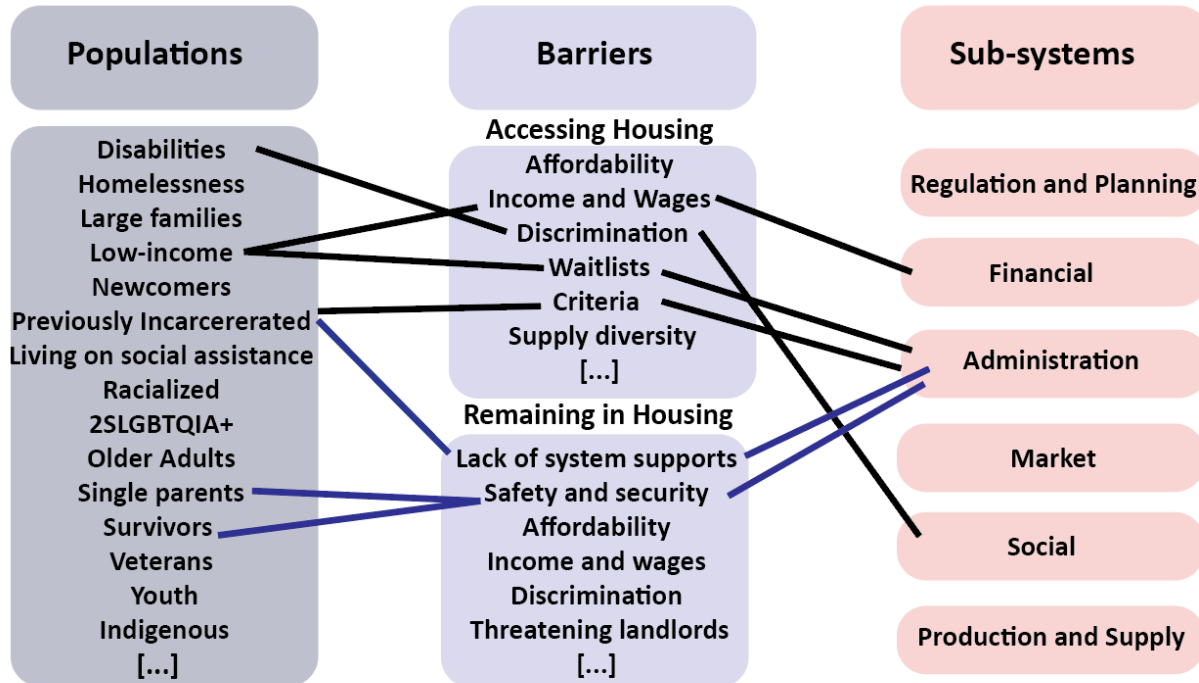 Populations
Disabilities
Homelessness
Large families
Low-income
Newcomers
Previously Incarcererated
Living on social assistance
Racialized
2SLGBTQIA+
Older Adults
Single parents
Survivors
Veterans
Youth
Indigenous
[...]
Barriers
Accessing Housing
Affordability
Income and Wages
Discrimination
Waitlists
Criteria
Supply diversity
[...]
Remaining in Housing
Lack of system supports
Safety and security
Affordability
Income and wages
Discrimination
Threatening landlords
[...]
Sub-systems
Regulation and Planning
Financial
Administration
Market
Social
Production and Supply